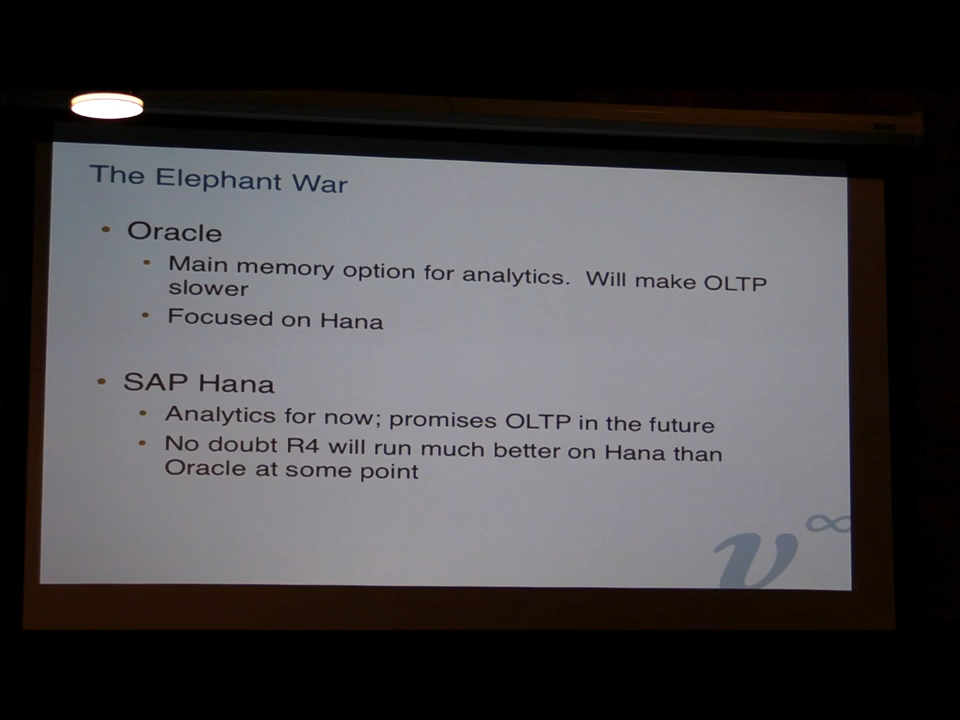 The Elephant War
• Oracle
• Main memory option for analytics. Will make OLTP
slower
• Focused on Hana
• SAP Hana
• Analytics for now; promises OLTP in the future
• No doubt R4 will run much better on Hana than
Oracle at some point
v∞